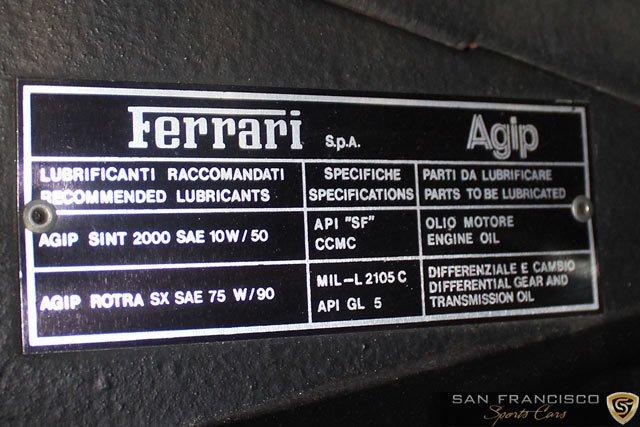 Ferrari S.p.A. Agip
LUBRIFICANTI RACCOMANDATI
RECOMMENDED LUBRICANTS
SPECIFICHE
SPECIFICATIONS
PARTI DA LUBRIFICARE
PARTS TO BE LUBRICATED
AGIP SINT 2000 SAE 10W/50
API "SF"
CCMC
OLIO MOTORE
ENGINE OIL
AGIP ROTRA SX SAE 75 W/90
MIL-L2105C
API GL 5
DIFFERENZIALE E CAMBIO
DIFFERENTIAL GEAR AND
TRANSMISSION OIL
SAN FRANCISCO
Sports Cars